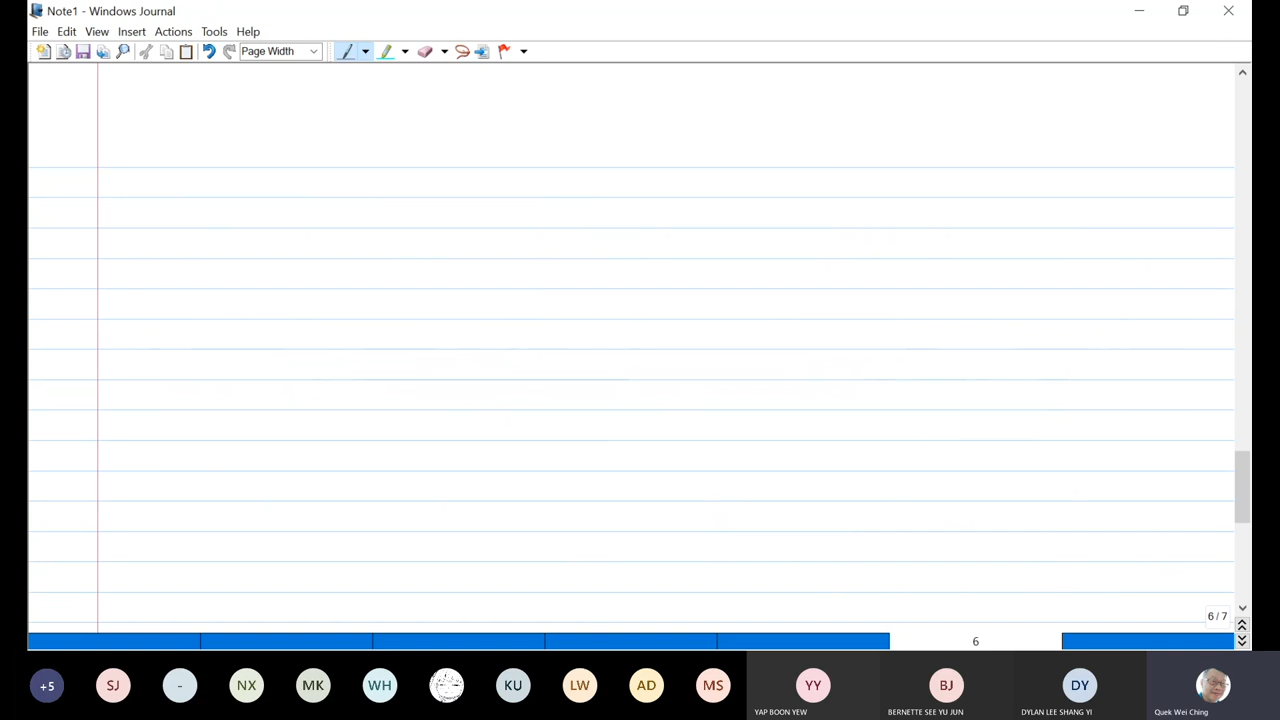 Note1 - Windows Journal
File Edit View Insert Actions Tools Help
Page Width
6 / 7
6
+5 SJ - NX MK WH KU LW AD MS YY BJ DY
YAP BOON YEW BERNETTE SEE YU JUN DYLAN LEE SHANG YI Quek Wei Ching